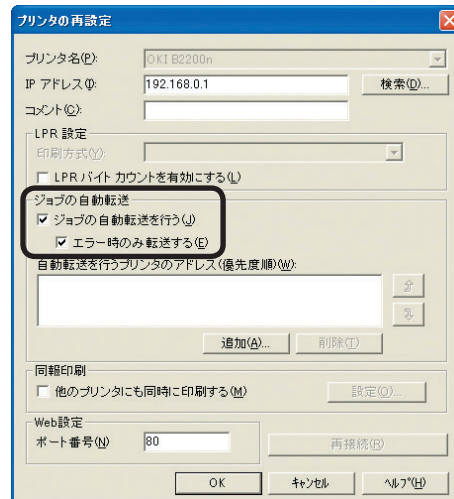 プリンタの再設定
プリンタ名(P): OKI B2200n
IP アドレス(I): 192.168.0.1 検索(D)...
コメント(C):
LPR 設定
印刷方式(Y):
LPR バイト カウントを有効にする(L)
ジョブの自動転送
ジョブの自動転送を行う(J)
エラー時のみ転送する(E)
自動転送を行うプリンタのアドレス(優先度順)(W):
追加(A)... 削除(T)
同報印刷
他のプリンタにも同時に印刷する(M) 設定(O)...
Web設定
ポート番号(N) 80 再接続(R)
OK キャンセル ヘルプ(H)